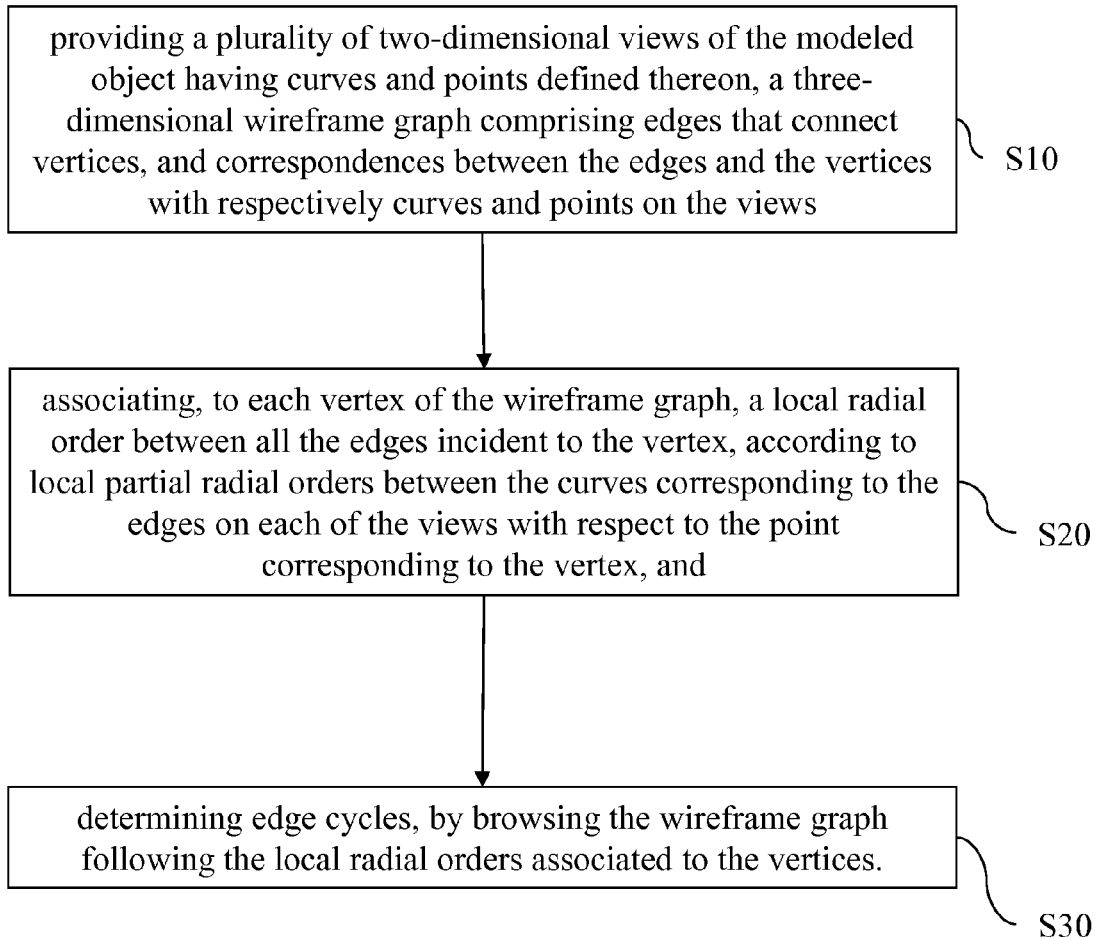 providing a plurality of two-dimensional views of the modeled
object having curves and points defined thereon, a three-
dimensional wireframe graph comprising edges that connect
vertices, and correspondences between the edges and the vertices
with respectively curves and points on the views
S10
associating, to each vertex of the wireframe graph, a local radial
order between all the edges incident to the vertex, according to
local partial radial orders between the curves corresponding to the
edges on each of the views with respect to the point
corresponding to the vertex, and
S20
determining edge cycles, by browsing the wireframe graph
following the local radial orders associated to the vertices.
S30